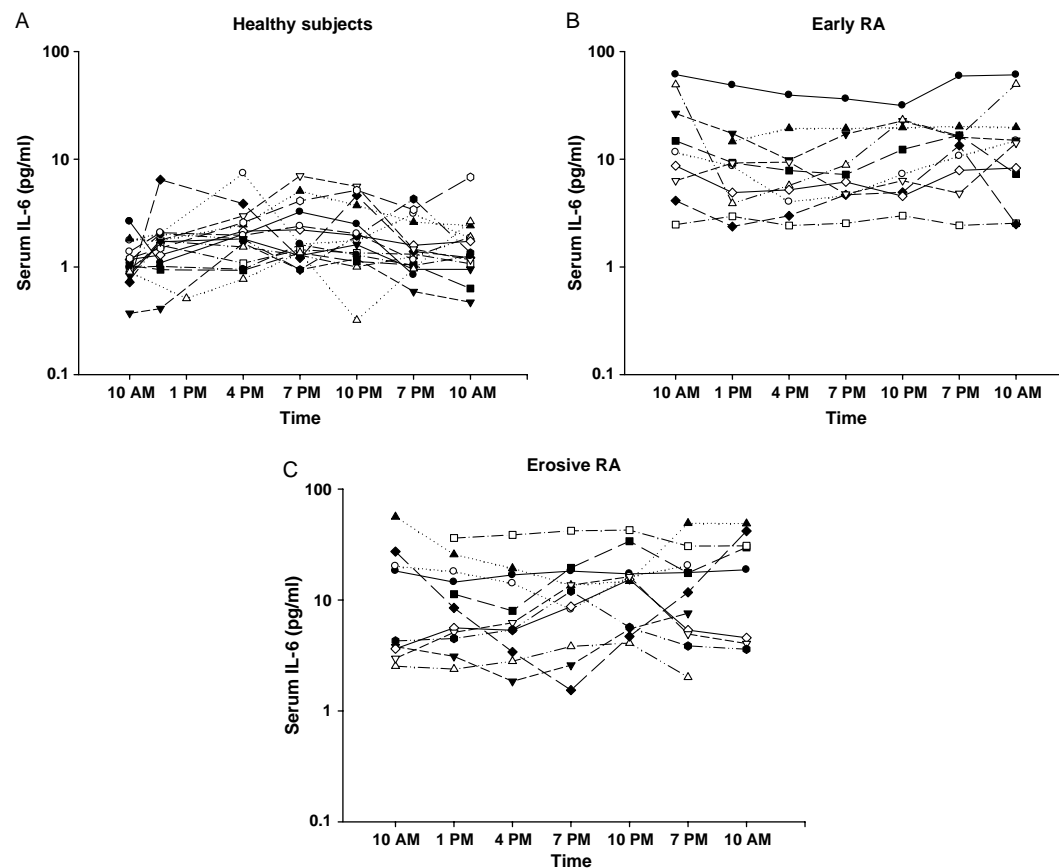 A
Healthy subjects
100
10
1
0.1
Serum IL-6 (pg/ml)
10 AM 1 PM 4 PM 7 PM 10 PM 7 PM 10 AM
Time
B
Early RA
100
10
1
0.1
Serum IL-6 (pg/ml)
10 AM 1 PM 4 PM 7 PM 10 PM 7 PM 10 AM
Time
C
Erosive RA
100
10
1
0.1
Serum IL-6 (pg/ml)
10 AM 1 PM 4 PM 7 PM 10 PM 7 PM 10 AM
Time